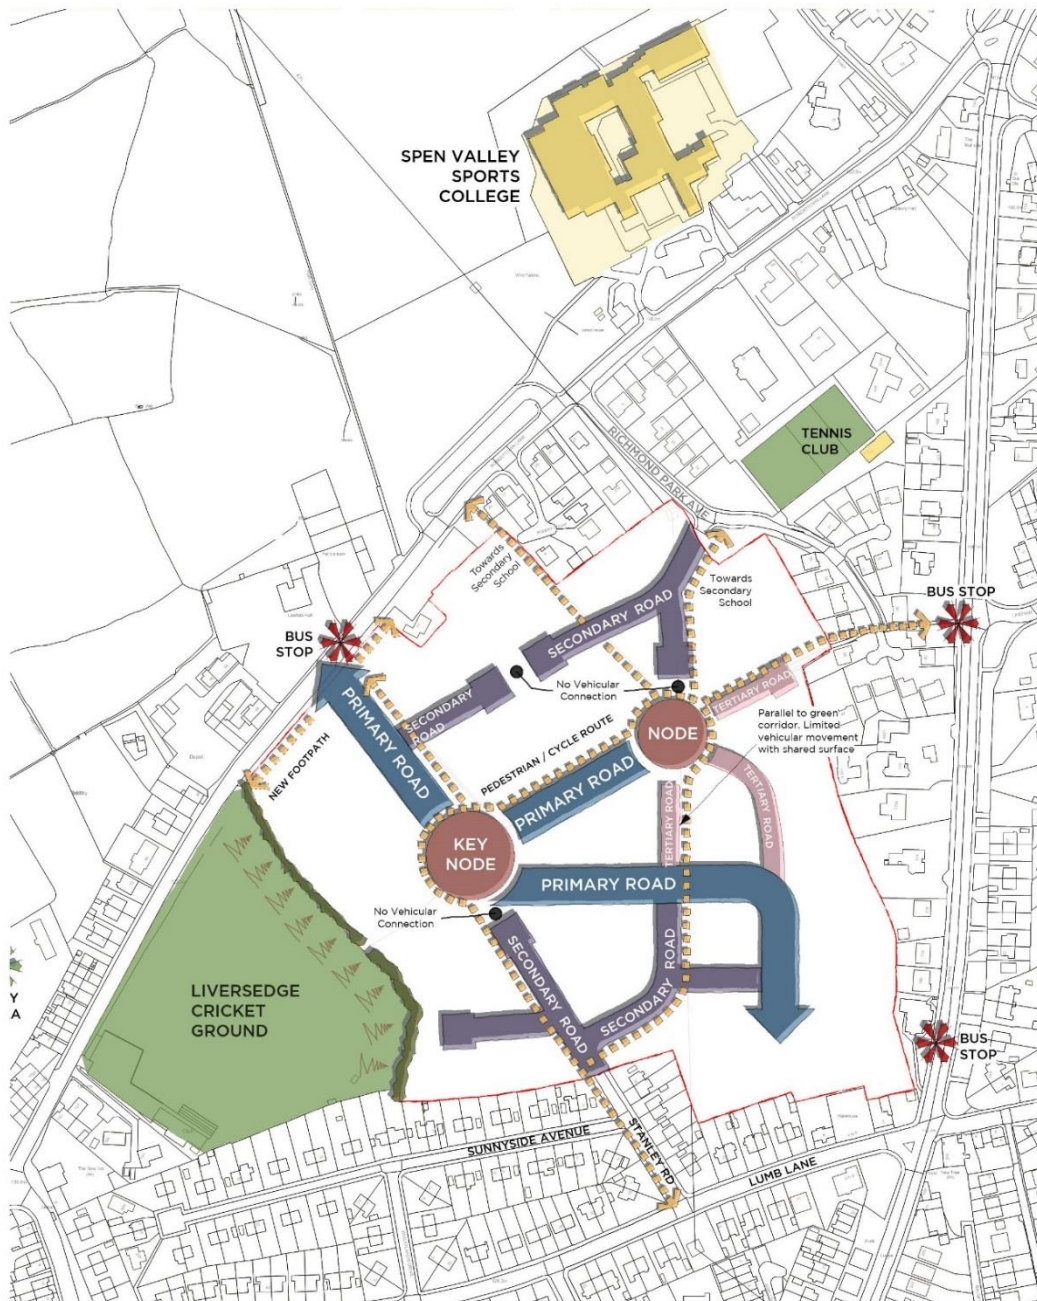 SPEN VALLEY
SPORTS
COLLEGE
RICHMOND PARK AVE
TENNIS
CLUB
Towards
Secondary
School
Towards
Secondary
School
BUS STOP
BUS
STOP
SECONDARY ROAD
No Vehicular
Connection
SECONDARY
ROAD
TERTIARY ROAD
PRIMARY ROAD
NODE
Parallel to green
corridor. Limited
vehicular movement
with shared surface
PEDESTRIAN / CYCLE ROUTE
NEW FOOTPATH
PRIMARY ROAD
TERTIARY ROAD
TERTIARY ROAD
KEY
NODE
PRIMARY ROAD
No Vehicular
Connection
SECONDARY ROAD
SECONDARY ROAD
LIVERSEDGE
CRICKET
GROUND
Y
A
BUS
STOP
SUNNYSIDE AVENUE
STANLEY RD
LUMB LANE